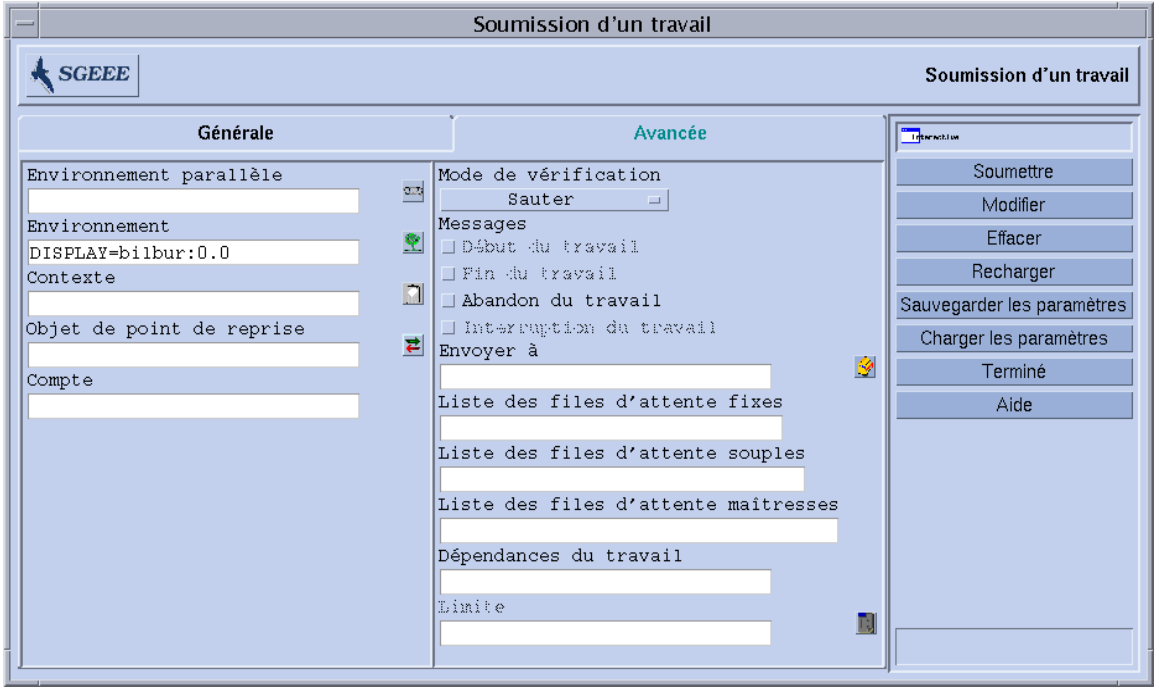 Soumission d'un travail
SGEEE
Soumission d'un travail
Générale
Avancée
Environnement parallèle
Environnement
DISPLAY=bilbur:0.0
Contexte
Objet de point de reprise
Compte
Mode de vérification
Sauter
Messages
Début du travail
Fin du travail
Abandon du travail
Interruption du travail
Envoyer à
Liste des files d'attente fixes
Liste des files d'attente souples
Liste des files d'attente maîtresses
Dépendances du travail
Limite
Interactive
Soumettre
Modifier
Effacer
Recharger
Sauvegarder les paramètres
Charger les paramètres
Terminé
Aide